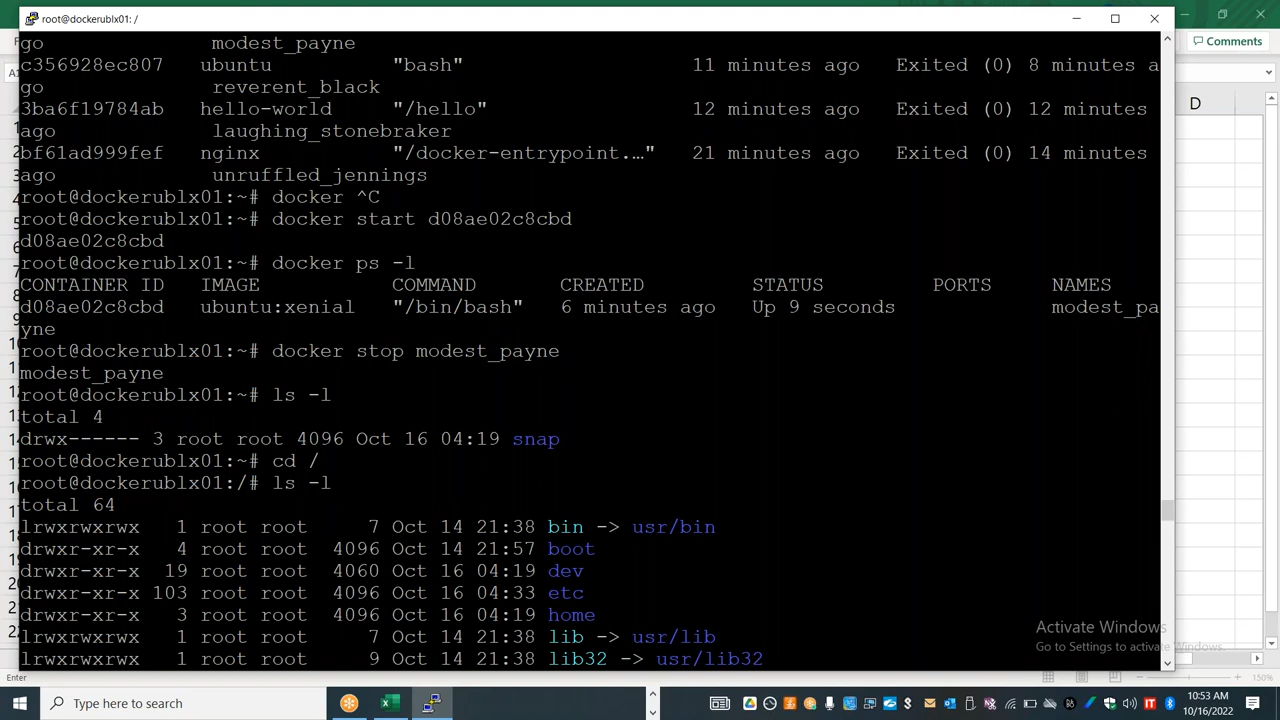 root@dockerublx01: /
Comments
go                modest_payne
c356928ec807   ubuntu          "bash"                   11 minutes ago   Exited (0) 8 minutes a
go                reverent_black
3ba6f19784ab   hello-world     "/hello"                 12 minutes ago   Exited (0) 12 minutes
ago               laughing_stonebraker
bf61ad999fef   nginx           "/docker-entrypoint.…"   21 minutes ago   Exited (0) 14 minutes
ago               unruffled_jennings
root@dockerublx01:~# docker ^C
root@dockerublx01:~# docker start d08ae02c8cbd
d08ae02c8cbd
root@dockerublx01:~# docker ps -l
CONTAINER ID   IMAGE           COMMAND       CREATED         STATUS         PORTS     NAMES
d08ae02c8cbd   ubuntu:xenial   "/bin/bash"   6 minutes ago   Up 9 seconds             modest_pa
yne
root@dockerublx01:~# docker stop modest_payne
modest_payne
root@dockerublx01:~# ls -l
total 4
drwx------ 3 root root 4096 Oct 16 04:19 snap
root@dockerublx01:~# cd /
root@dockerublx01:/# ls -l
total 64
lrwxrwxrwx   1 root root     7 Oct 14 21:38 bin -> usr/bin
drwxr-xr-x   4 root root  4096 Oct 14 21:57 boot
drwxr-xr-x  19 root root  4060 Oct 16 04:19 dev
drwxr-xr-x 103 root root  4096 Oct 16 04:33 etc
drwxr-xr-x   3 root root  4096 Oct 16 04:19 home
lrwxrwxrwx   1 root root     7 Oct 14 21:38 lib -> usr/lib
lrwxrwxrwx   1 root root     9 Oct 14 21:38 lib32 -> usr/lib32
D
Activate Windows
Go to Settings to activate Windows.
Enter
150%
Type here to search
10:53 AM
10/16/2022